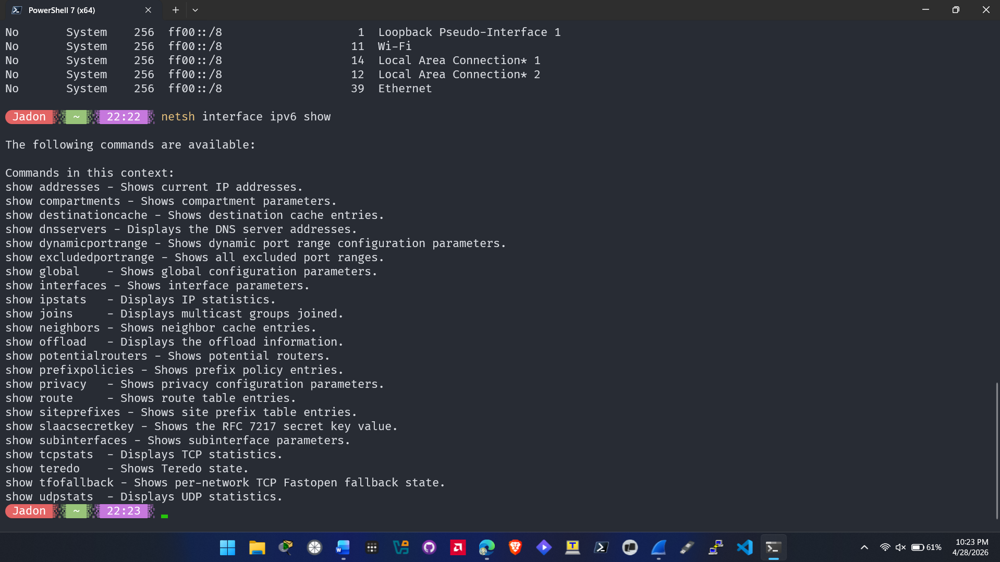 PowerShell 7 (x64)
No       System    256  ff00::/8                    1  Loopback Pseudo-Interface 1
No       System    256  ff00::/8                   11  Wi-Fi
No       System    256  ff00::/8                   14  Local Area Connection* 1
No       System    256  ff00::/8                   12  Local Area Connection* 2
No       System    256  ff00::/8                   39  Ethernet
Jadon ~ 22:22 netsh interface ipv6 show
The following commands are available:
Commands in this context:
show addresses - Shows current IP addresses.
show compartments - Shows compartment parameters.
show destinationcache - Shows destination cache entries.
show dnsservers - Displays the DNS server addresses.
show dynamicportrange - Shows dynamic port range configuration parameters.
show excludedportrange - Shows all excluded port ranges.
show global    - Shows global configuration parameters.
show interfaces - Shows interface parameters.
show ipstats   - Displays IP statistics.
show joins     - Displays multicast groups joined.
show neighbors - Shows neighbor cache entries.
show offload   - Displays the offload information.
show potentialrouters - Shows potential routers.
show prefixpolicies - Shows prefix policy entries.
show privacy   - Shows privacy configuration parameters.
show route     - Shows route table entries.
show siteprefixes - Shows site prefix table entries.
show slaacsecretkey - Shows the RFC 7217 secret key value.
show subinterfaces - Shows subinterface parameters.
show tcpstats  - Displays TCP statistics.
show teredo    - Shows Teredo state.
show tfofallback - Shows per-network TCP Fastopen fallback state.
show udpstats  - Displays UDP statistics.
Jadon ~ 22:23
61%
10:23 PM
4/28/2026